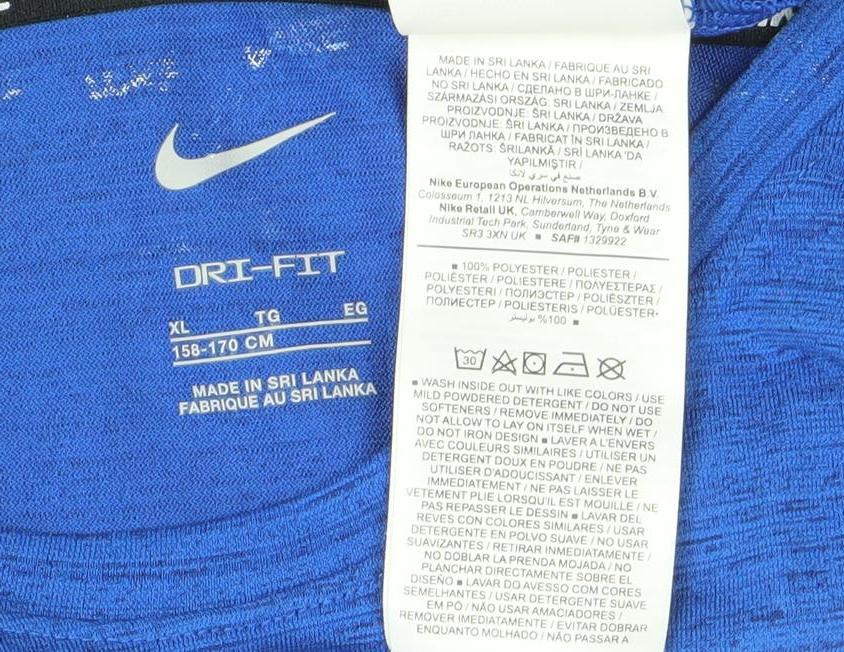 DRI-FIT
XL TG EG
158-170 CM
MADE IN SRI LANKA
FABRIQUE AU SRI LANKA
MADE IN SRI LANKA / FABRIQUE AU SRI
LANKA / HECHO EN SRI LANKA / FABRICADO
NO SRI LANKA / СДЕЛАНО В ШРИ-ЛАНКЕ /
SZÁRMAZÁSI ORSZÁG: SRI LANKA / ZEMLJA
PROIZVODNJE: ŠRI LANKA / DRŽAVA
PROIZVODNJE: ŠRI LANKA / ПРОИЗВЕДЕНО В
ШРИ ЛАНКА / FABRICAT ÎN SRI LANKA /
RAŽOTS: ŠRILANKĀ / SRİ LANKA 'DA
YAPILMIŞTIR /
صنع في سري لانكا
Nike European Operations Netherlands B.V.
Colosseum 1, 1213 NL Hilversum, The Netherlands
Nike Retail UK, Camberwell Way, Doxford
Industrial Tech Park, Sunderland, Tyne & Wear
SR3 3XN UK ■ SAF# 1329922
■ 100% POLYESTER / POLIESTER /
POLIÉSTER / POLIESTERE / ΠΟΛΥΕΣΤΕΡΑΣ /
POLYESTERI / ПОЛИЭСТЕР / POLIÉSZTER /
ПОЛИЕСТЕР / POLIESTERIS / POLÜESTER
%100 بوليستر ■
30
■ WASH INSIDE OUT WITH LIKE COLORS / USE
MILD POWDERED DETERGENT / DO NOT USE
SOFTENERS / REMOVE IMMEDIATELY / DO
NOT ALLOW TO LAY ON ITSELF WHEN WET /
DO NOT IRON DESIGN ■ LAVER A L'ENVERS
AVEC COULEURS SIMILAIRES / UTILISER UN
DETERGENT DOUX EN POUDRE / NE PAS
UTILISER D'ADOUCISSANT / ENLEVER
IMMEDIATEMENT / NE PAS LAISSER LE
VETEMENT PLIE LORSQU'IL EST MOUILLE / NE
PAS REPASSER LE DESSIN ■ LAVAR DEL
REVES CON COLORES SIMILARES / USAR
DETERGENTE EN POLVO SUAVE / NO USAR
SUAVIZANTES / RETIRAR INMEDIATAMENTE /
NO DOBLAR LA PRENDA MOJADA / NO
PLANCHAR DIRECTAMENTE SOBRE EL
DISEÑO ■ LAVAR DO AVESSO COM CORES
SEMELHANTES / USAR DETERGENTE SUAVE
EM PÓ / NÃO USAR AMACIADORES /
REMOVER IMEDIATAMENTE / EVITAR DOBRAR
ENQUANTO MOLHADO / NÃO PASSAR A